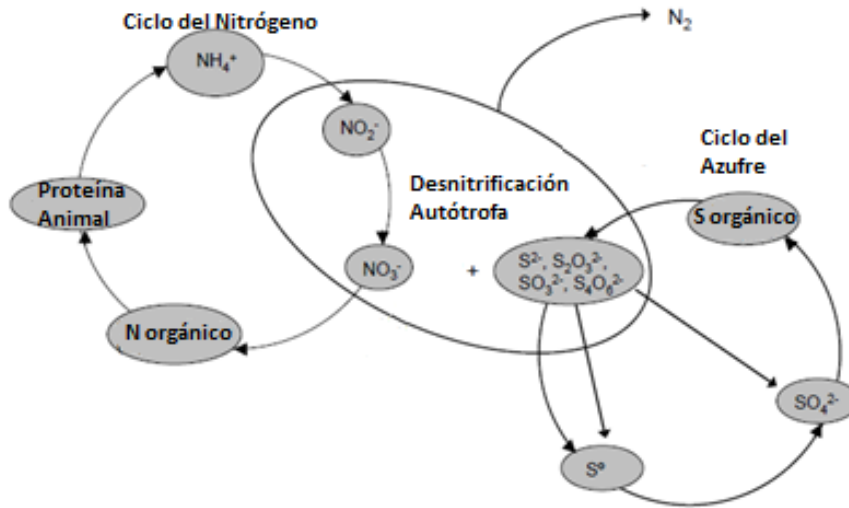 Ciclo del Nitrógeno
N₂
NH₄⁺
NO₂⁻
Ciclo del
Azufre
Proteína
Animal
Desnitrificación
Autótrofa
S orgánico
NO₃⁻
+
S²⁻, S₂O₃²⁻,
SO₃²⁻, S₄O₆²⁻
N orgánico
SO₄²⁻
Sº